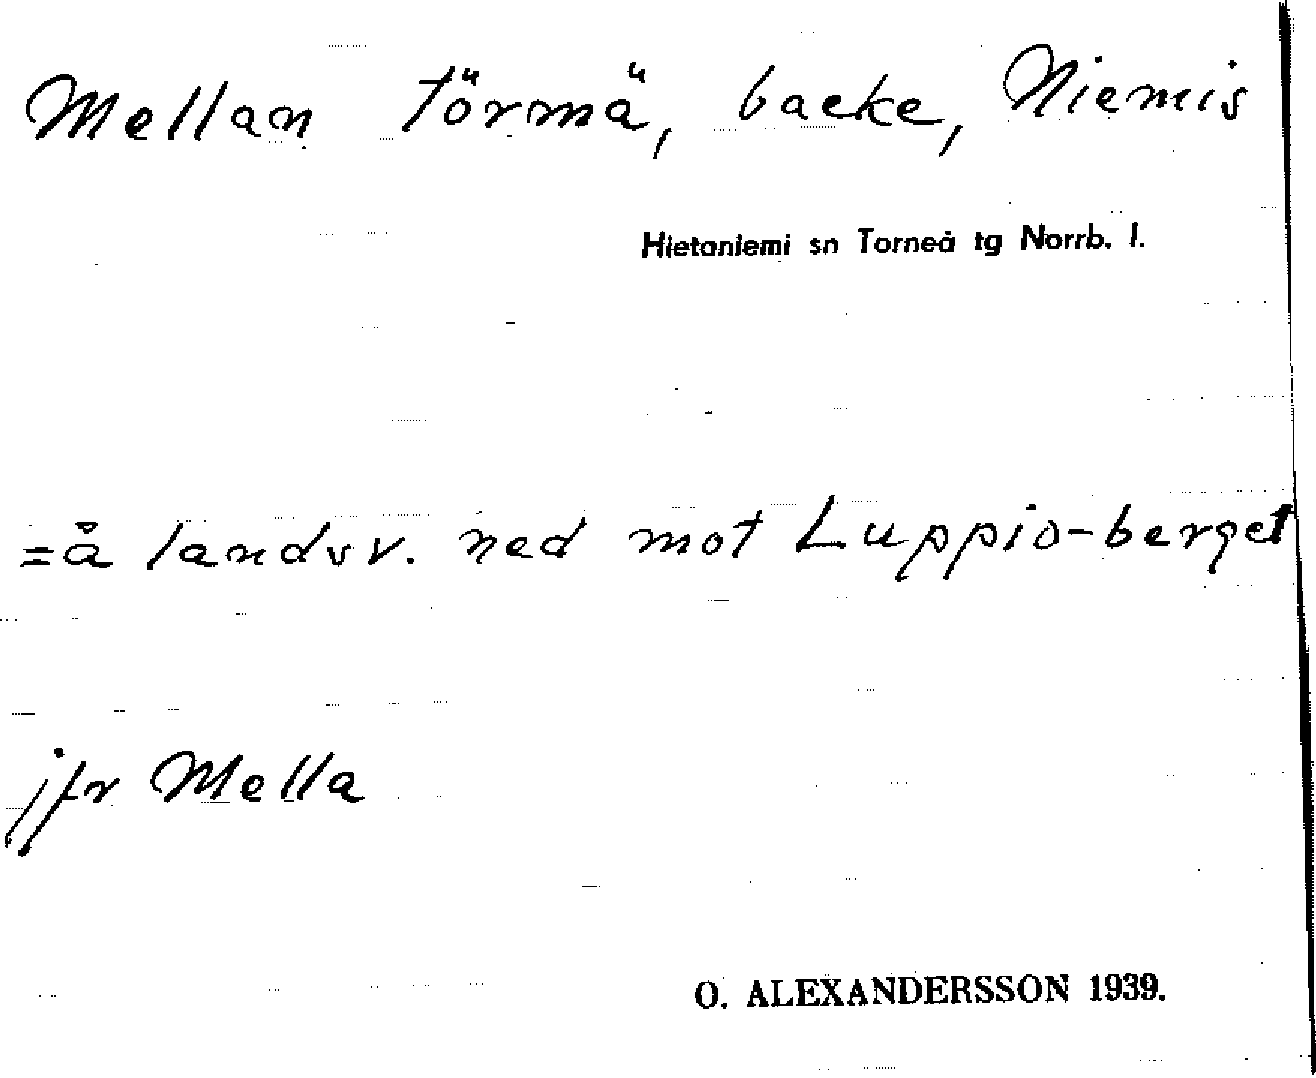 Mellan törmä, backe, Niemis
Hietaniemi sn Torneå tg Norrb. l.
=å landsv. ned mot Luppio-berget
jfr Mella
O. ALEXANDERSSON 1939.